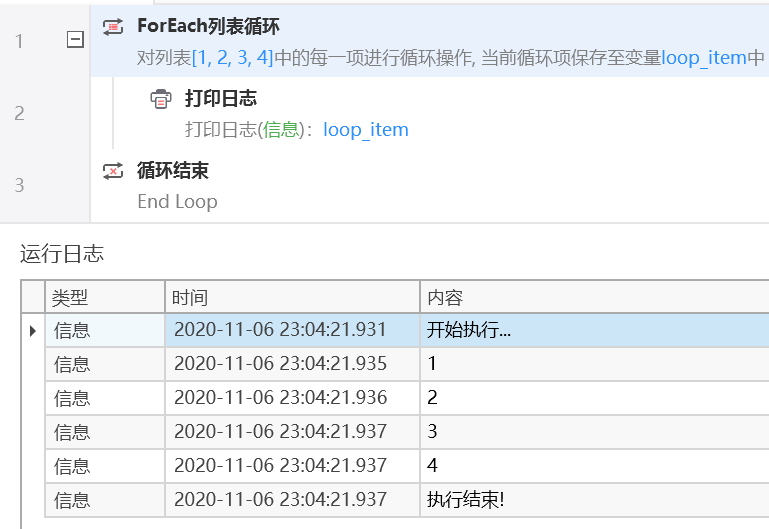 1
ForEach列表循环
对列表[1, 2, 3, 4]中的每一项进行循环操作, 当前循环项保存至变量loop_item中
2
打印日志
打印日志(信息)：loop_item
3
循环结束
End Loop
运行日志
类型 时间 内容
信息 2020-11-06 23:04:21.931 开始执行...
信息 2020-11-06 23:04:21.935 1
信息 2020-11-06 23:04:21.936 2
信息 2020-11-06 23:04:21.937 3
信息 2020-11-06 23:04:21.937 4
信息 2020-11-06 23:04:21.937 执行结束!